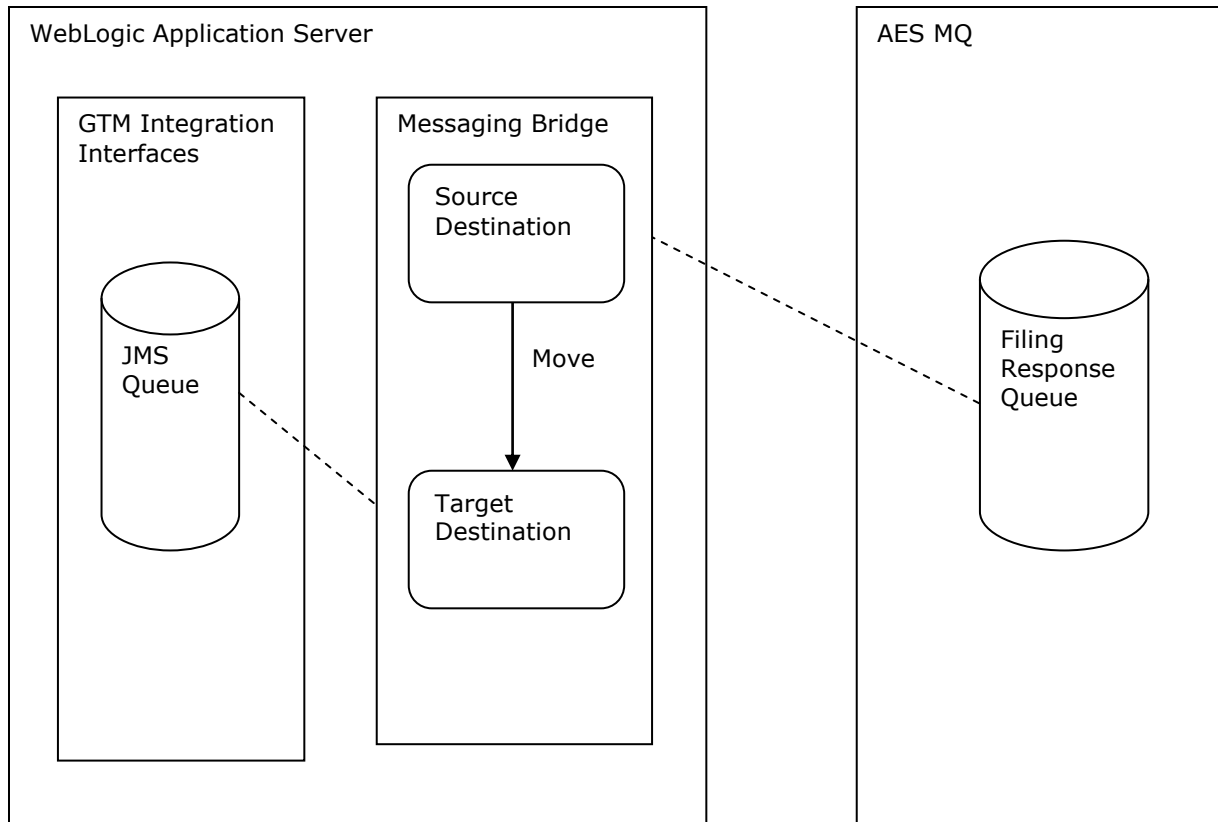 WebLogic Application Server
AES MQ
GTM Integration
Interfaces
Messaging Bridge
Source
Destination
JMS
Queue
Move
Filing
Response
Queue
Target
Destination